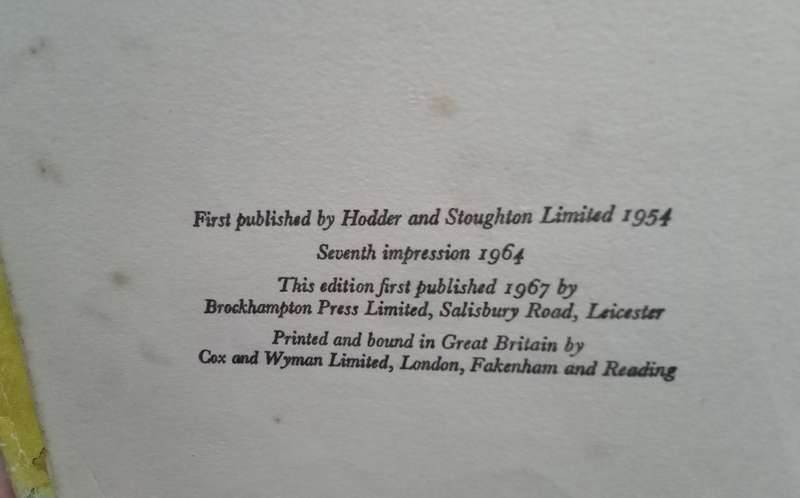 First published by Hodder and Stoughton Limited 1954
Seventh impression 1964
This edition first published 1967 by
Brockhampton Press Limited, Salisbury Road, Leicester
Printed and bound in Great Britain by
Cox and Wyman Limited, London, Fakenham and Reading